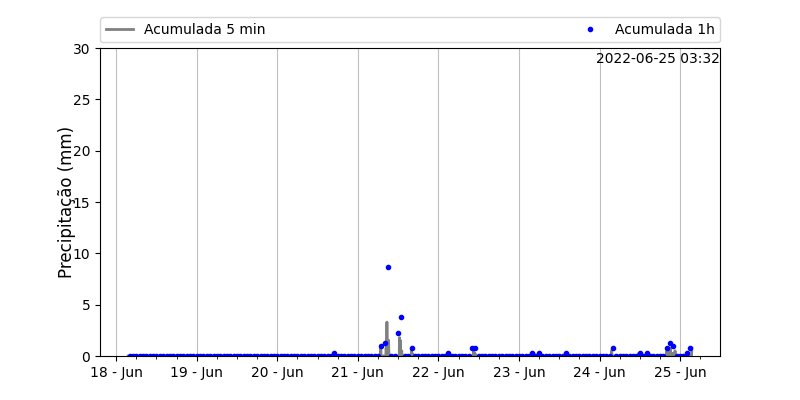 Acumulada 5 min
Acumulada 1h
2022-06-25 03:32
Precipitação (mm)
30
25
20
15
10
5
0
18 - Jun
19 - Jun
20 - Jun
21 - Jun
22 - Jun
23 - Jun
24 - Jun
25 - Jun